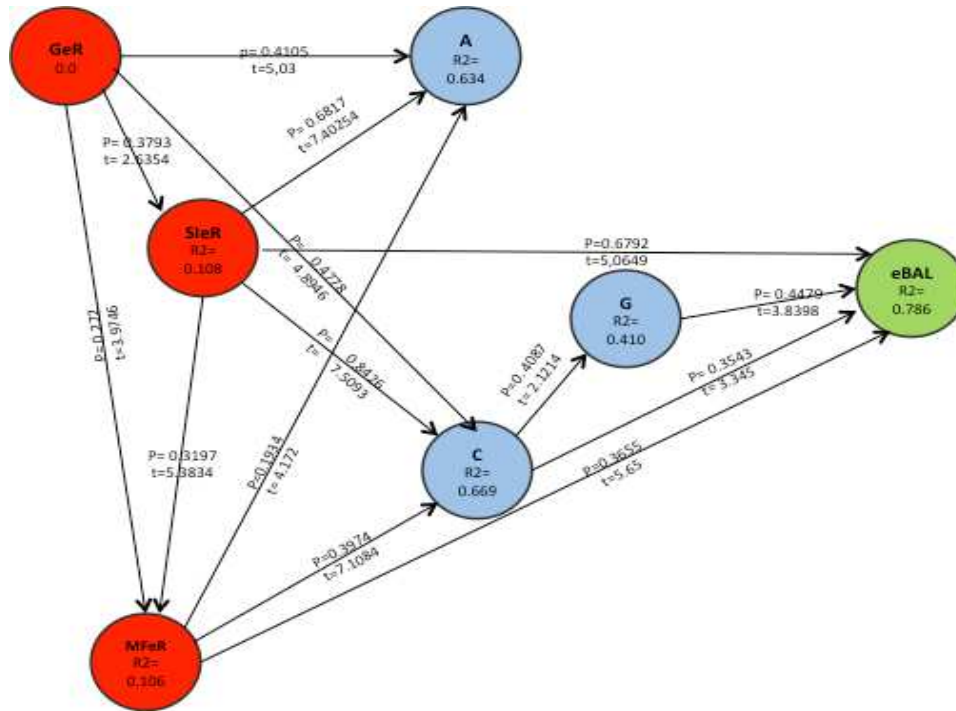 GeR
0.0
A
R2=
0.634
p= 0.4105
t=5,03
P= 0.6817
t=7.40254
P= 0.3793
t= 2.6354
SIeR
R2=
0.108
P= 0.4778
t= 4.8946
P=0.6792
t=5,0649
eBAL
R2=
0.786
G
R2=
0.410
P= 0.4479
t=3.8398
P=0.272
t=3.9746
P= 0.8426
t= 7.5093
P=0.4087
t= 2.1214
P= 0.3543
t= 3.345
C
R2=
0.669
P= 0.3197
t=5.3834
P=0.1914
t= 4.172
P=0.3655
t=5.65
P=0.3974
t=7.1084
MFeR
R2=
0.106